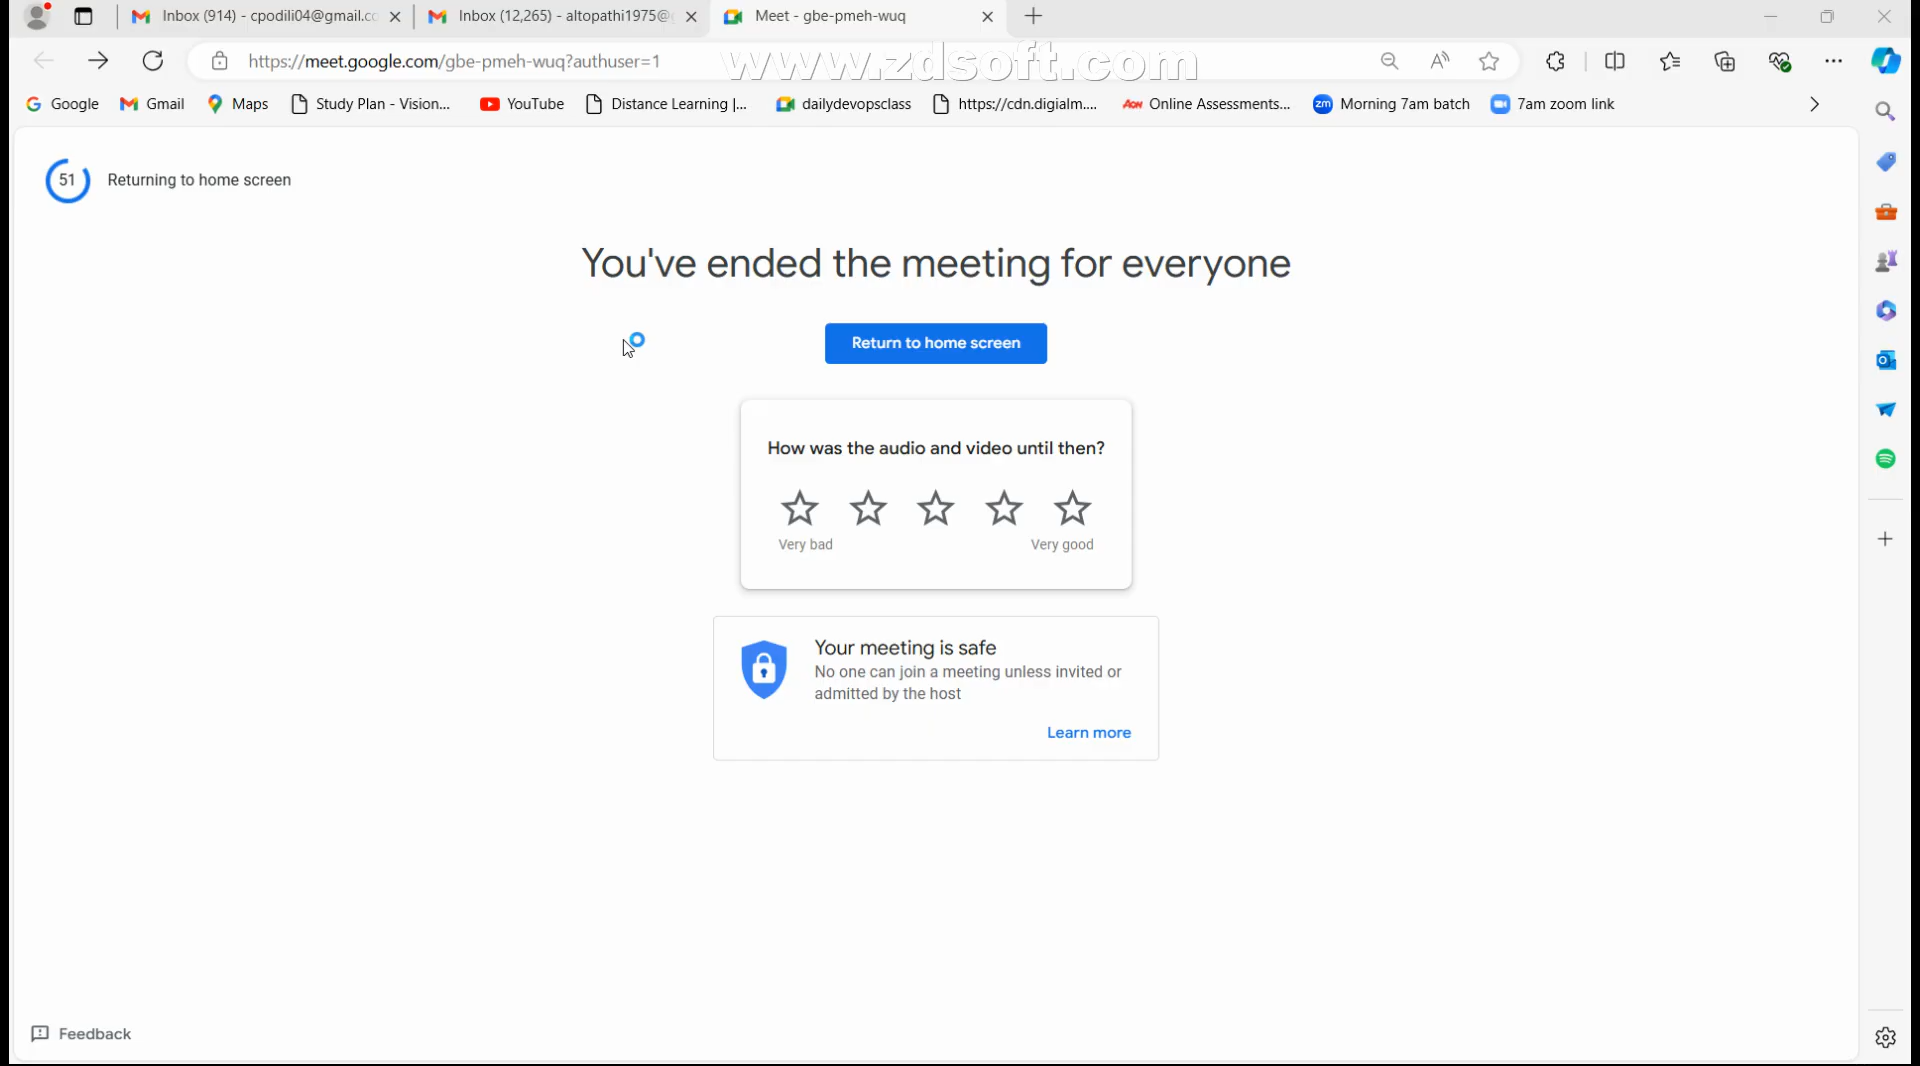 Inbox (914) - cpodili04@gmail.co
Inbox (12,265) - altopathi1975@
Meet - gbe-pmeh-wuq
https://meet.google.com/gbe-pmeh-wuq?authuser=1
www.zdsoft.com
Google
Gmail
Maps
Study Plan - Vision...
YouTube
Distance Learning |...
dailydevopsclass
https://cdn.digialm....
AON
Online Assessments...
zm
Morning 7am batch
7am zoom link
51
Returning to home screen
You've ended the meeting for everyone
Return to home screen
How was the audio and video until then?
Very bad
Very good
Your meeting is safe
No one can join a meeting unless invited or
admitted by the host
Learn more
Feedback